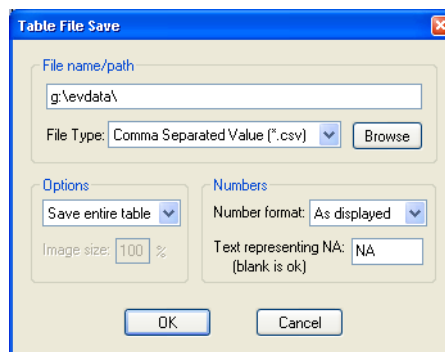 Table File Save
File name/path
g:\evdata\
File Type: Comma Separated Value (*.csv) Browse
Options
Save entire table
Image size: 100 %
Numbers
Number format: As displayed
Text representing NA: NA
(blank is ok)
OK Cancel